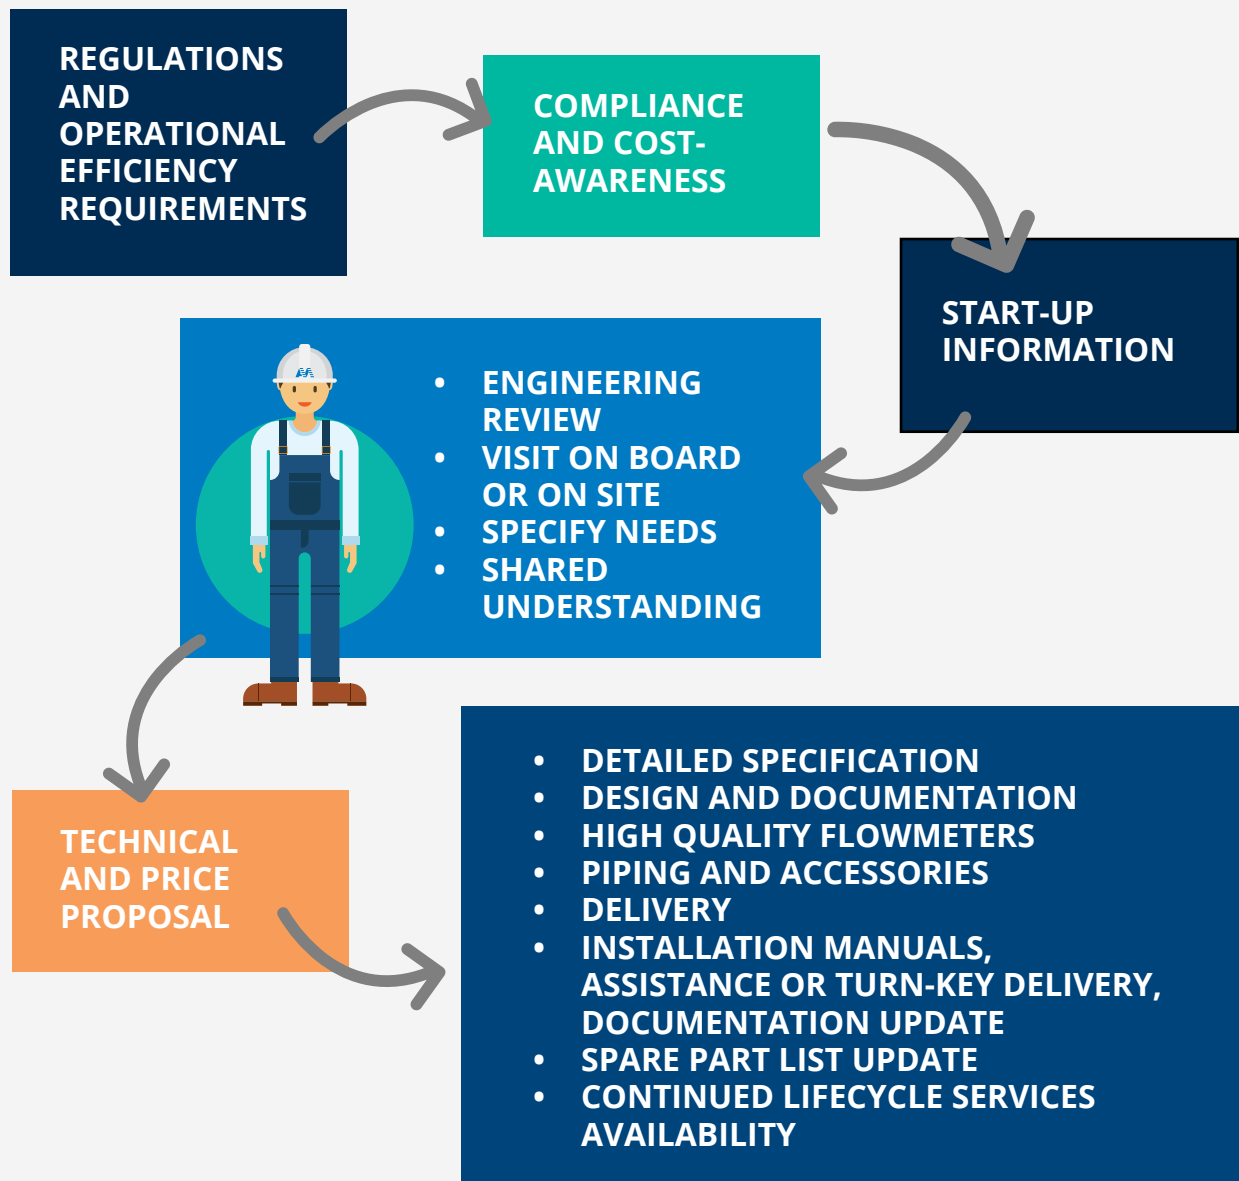 REGULATIONS
AND
OPERATIONAL
EFFICIENCY
REQUIREMENTS
COMPLIANCE
AND COST-
AWARENESS
START-UP
INFORMATION
• ENGINEERING
REVIEW
• VISIT ON BOARD
OR ON SITE
• SPECIFY NEEDS
• SHARED
UNDERSTANDING
TECHNICAL
AND PRICE
PROPOSAL
• DETAILED SPECIFICATION
• DESIGN AND DOCUMENTATION
• HIGH QUALITY FLOWMETERS
• PIPING AND ACCESSORIES
• DELIVERY
• INSTALLATION MANUALS,
ASSISTANCE OR TURN-KEY DELIVERY,
DOCUMENTATION UPDATE
• SPARE PART LIST UPDATE
• CONTINUED LIFECYCLE SERVICES
AVAILABILITY